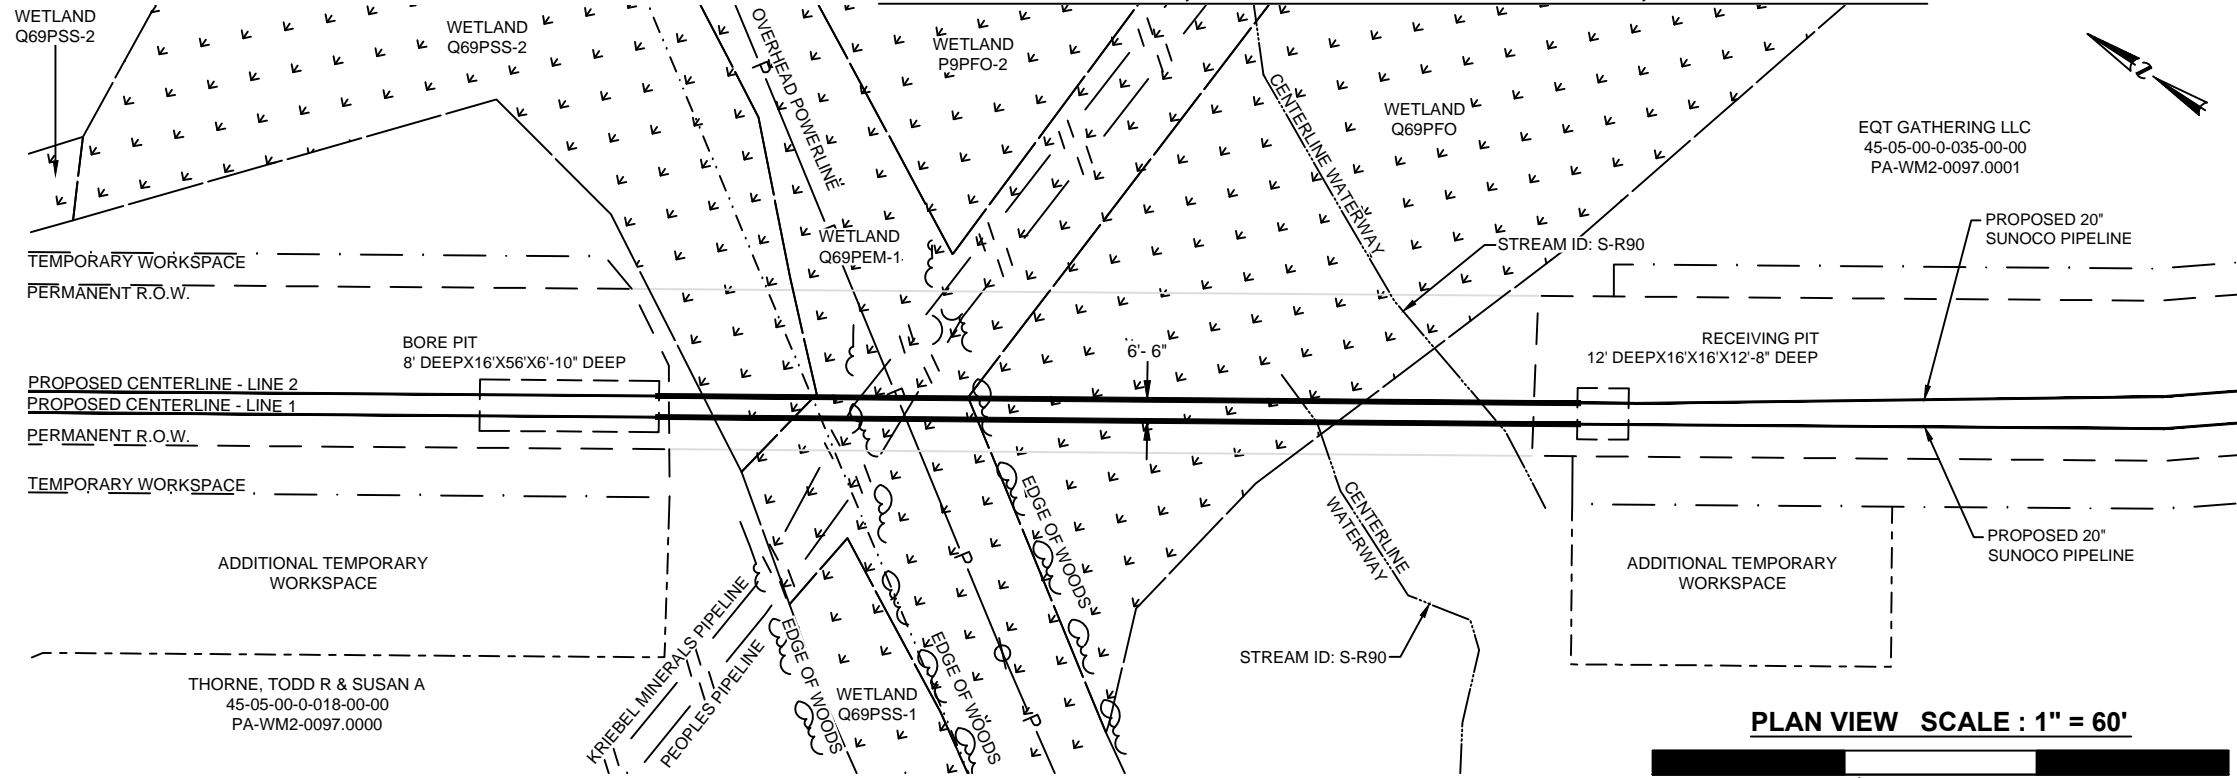 WETLAND
Q69PSS-2
WETLAND
Q69PSS-2
OVERHEAD POWERLINE
P
WETLAND
P9PFO-2
CENTERLINE WATERWAY
WETLAND
Q69PFO
N
EQT GATHERING LLC
45-05-00-0-035-00-00
PA-WM2-0097.0001
PROPOSED 20"
SUNOCO PIPELINE
WETLAND
Q69PEM-1
STREAM ID: S-R90
TEMPORARY WORKSPACE
PERMANENT R.O.W.
BORE PIT
8' DEEPX16'X56'X6'-10" DEEP
6'- 6"
RECEIVING PIT
12' DEEPX16'X16'X12'-8" DEEP
PROPOSED CENTERLINE - LINE 2
PROPOSED CENTERLINE - LINE 1
P
PERMANENT R.O.W.
TEMPORARY WORKSPACE
EDGE OF WOODS
CENTERLINE
WATERWAY
PROPOSED 20"
SUNOCO PIPELINE
ADDITIONAL TEMPORARY
WORKSPACE
P
ADDITIONAL TEMPORARY
WORKSPACE
KRIEBEL MINERALS PIPELINE
PEOPLES PIPELINE
EDGE OF WOODS
EDGE OF WOODS
STREAM ID: S-R90
THORNE, TODD R & SUSAN A
45-05-00-0-018-00-00
PA-WM2-0097.0000
WETLAND
Q69PSS-1
P
PLAN VIEW SCALE : 1" = 60'